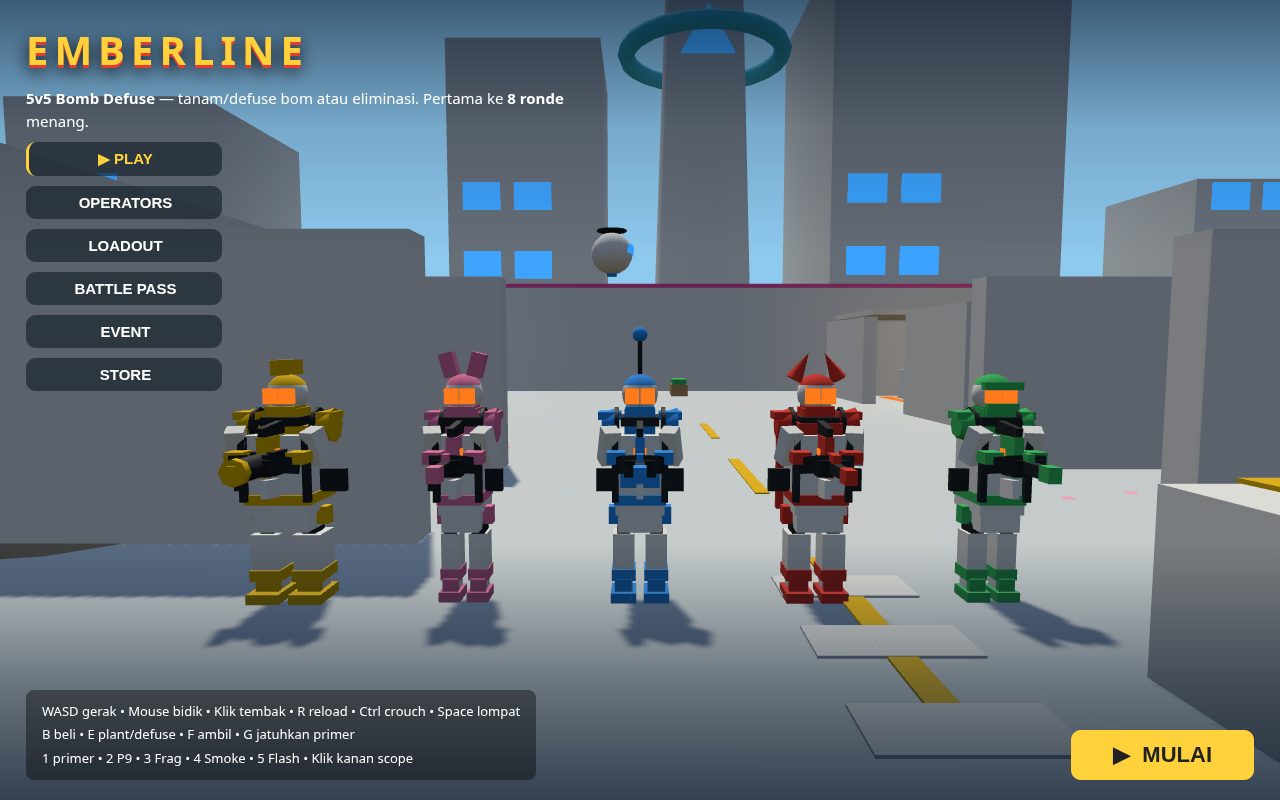 EMBERLINE
5v5 Bomb Defuse — tanam/defuse bom atau eliminasi. Pertama ke 8 ronde
menang.
▶ PLAY
OPERATORS
LOADOUT
BATTLE PASS
EVENT
STORE
WASD gerak • Mouse bidik • Klik tembak • R reload • Ctrl crouch • Space lompat
B beli • E plant/defuse • F ambil • G jatuhkan primer
1 primer • 2 P9 • 3 Frag • 4 Smoke • 5 Flash • Klik kanan scope
▶ MULAI